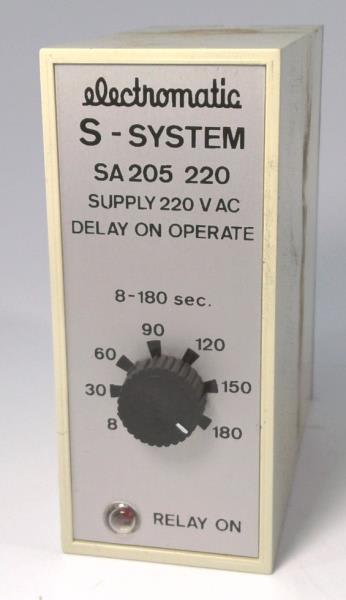 electromatic
S-SYSTEM
SA 205 220
SUPPLY 220 V AC
DELAY ON OPERATE
8-180 sec.
90
60 120
30 150
8 180
RELAY ON